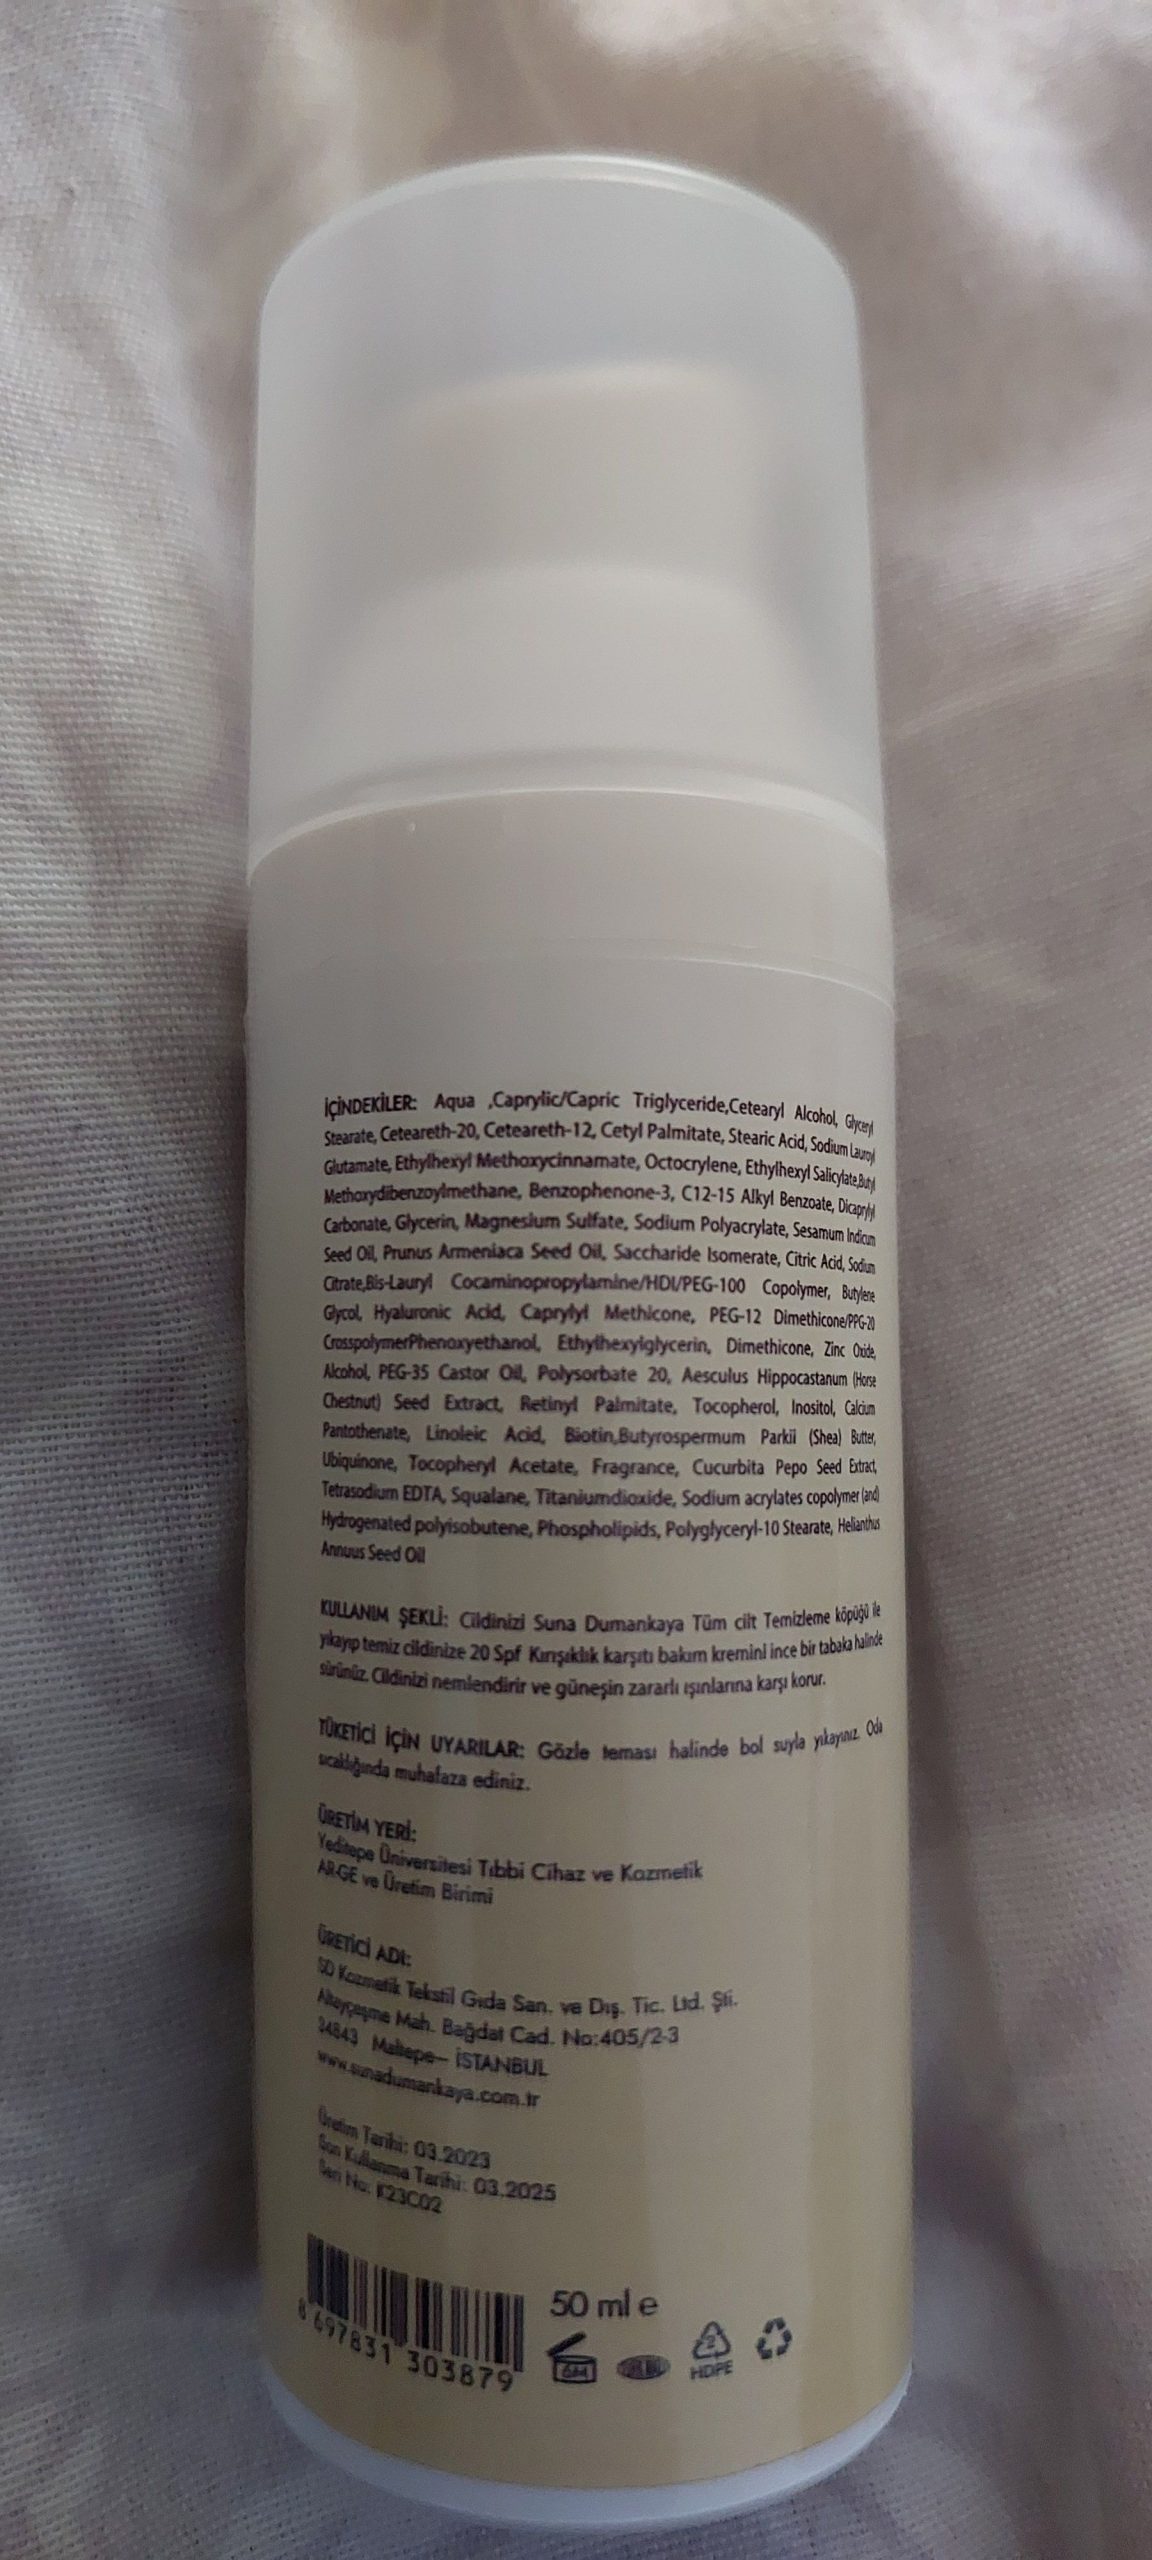 İÇİNDEKİLER: Aqua ,Caprylic/Capric Triglyceride,Cetearyl Alcohol, Glyceryl
Stearate, Ceteareth-20, Ceteareth-12, Cetyl Palmitate, Stearic Acid, Sodium Lauroyl
Glutamate, Ethylhexyl Methoxycinnamate, Octocrylene, Ethylhexyl Salicylate,Butyl
Methoxydibenzoylmethane, Benzophenone-3, C12-15 Alkyl Benzoate, Dicaprylyl
Carbonate, Glycerin, Magnesium Sulfate, Sodium Polyacrylate, Sesamum Indicum
Seed Oil, Prunus Armeniaca Seed Oil, Saccharide Isomerate, Citric Acid, Sodium
Citrate,Bis-Lauryl Cocaminopropylamine/HDI/PEG-100 Copolymer, Butylene
Glycol, Hyaluronic Acid, Caprylyl Methicone, PEG-12 Dimethicone/PPG-20
CrosspolymerPhenoxyethanol, Ethylhexylglycerin, Dimethicone, Zinc Oxide,
Alcohol, PEG-35 Castor Oil, Polysorbate 20, Aesculus Hippocastanum (Horse
Chestnut) Seed Extract, Retinyl Palmitate, Tocopherol, Inositol, Calcium
Pantothenate, Linoleic Acid, Biotin,Butyrospermum Parkii (Shea) Butter,
Ubiquinone, Tocopheryl Acetate, Fragrance, Cucurbita Pepo Seed Extract,
Tetrasodium EDTA, Squalane, Titaniumdioxide, Sodium acrylates copolymer (and)
Hydrogenated polyisobutene, Phospholipids, Polyglyceryl-10 Stearate, Helianthus
Annuus Seed Oil
KULLANIM ŞEKLİ: Cildinizi Suna Dumankaya Tüm cilt Temizleme köpüğü ile
yıkayıp temiz cildinize 20 Spf Kırışıklık karşıtı bakım kremini ince bir tabaka halinde
sürünüz. Cildinizi nemlendirir ve güneşin zararlı ışınlarına karşı korur.
TÜKETİCİ İÇİN UYARILAR: Gözle teması halinde bol suyla yıkayınız. Oda
sıcaklığında muhafaza ediniz.
ÜRETİM YERİ:
Yeditepe Üniversitesi Tıbbi Cihaz ve Kozmetik
AR-GE ve Üretim Birimi
ÜRETİCİ ADI:
SD Kozmetik Tekstil Gıda San. ve Dış. Tic. Ltd. Şti.
Altayçeşme Mah. Bağdat Cad. No:405/2-3
34843 Maltepe– İSTANBUL
www.sunadumankaya.com.tr
Üretim Tarihi: 03.2023
Son Kullanma Tarihi: 03.2025
Seri No: K23C02
8 697831 303879
50 ml e
6M
2
HDPE